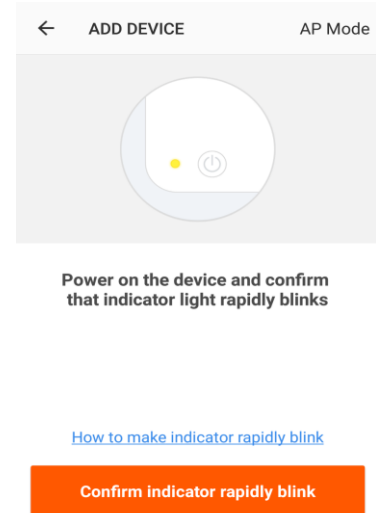 ADD DEVICE AP Mode
Power on the device and confirm
that indicator light rapidly blinks
How to make indicator rapidly blink
Confirm indicator rapidly blink